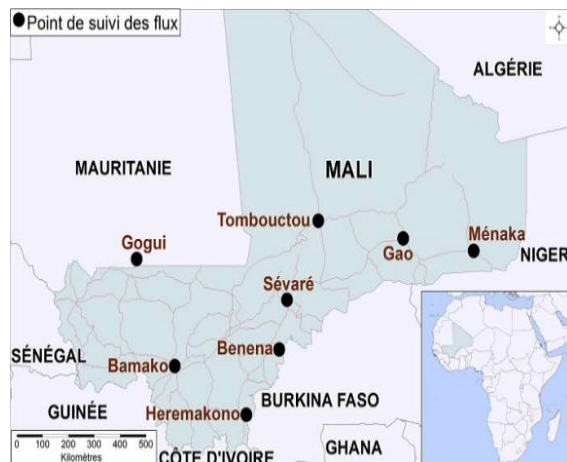 Point de suivi des flux
ALGÉRIE
MAURITANIE
MALI
Tombouctou
Gogui
Gao
Ménaka
NIGER
Sévaré
SÉNÉGAL
Bamako
Benena
BURKINA FASO
GUINÉE
Heremakono
GHANA
CÔTE D'IVOIRE
0 100 200 300 400 500
Kilomètres